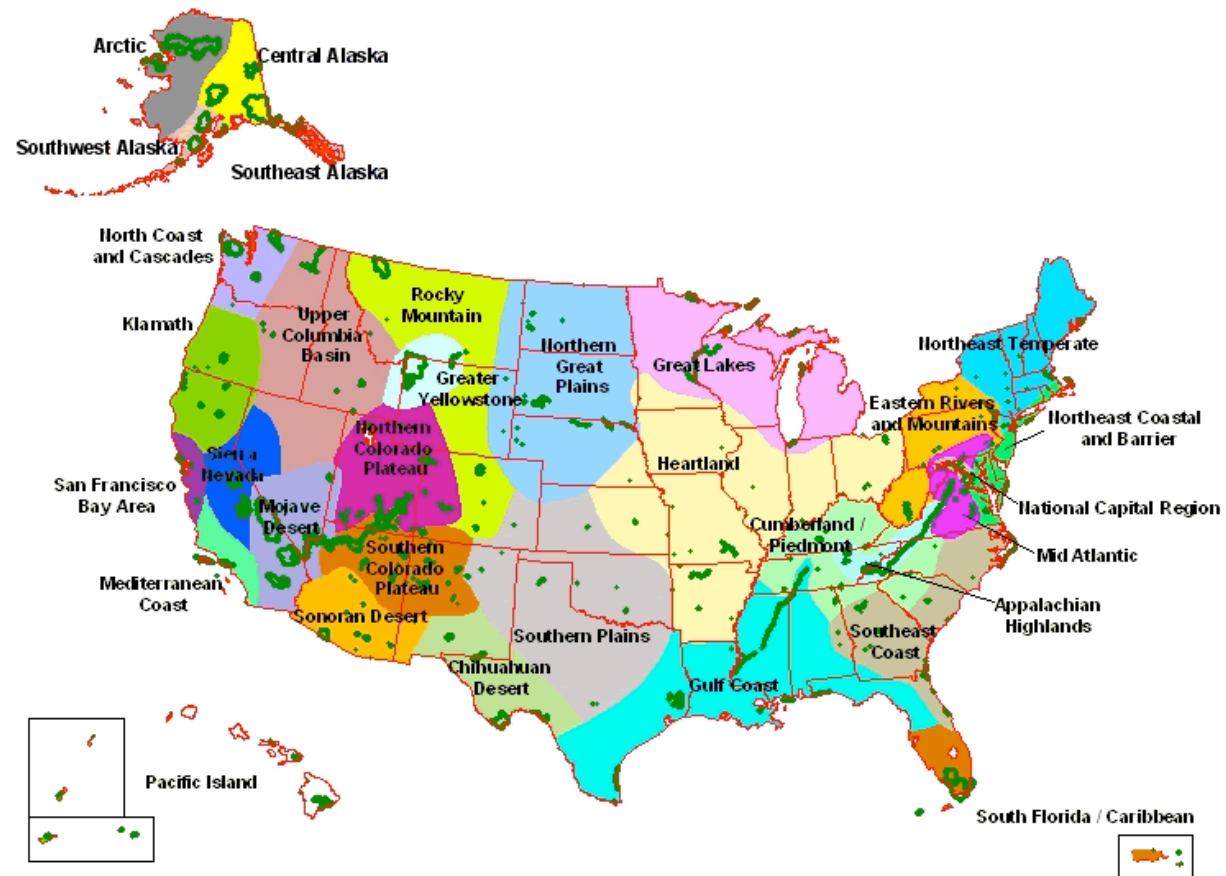 Arctic
Central Alaska
Southwest Alaska
Southeast Alaska
North Coast
and Cascades
Klamath
Upper
Columbia
Basin
Rocky
Mountain
Northern
Great
Plains
Great Lakes
Northeast Temperate
Greater
Yellowstone
Eastern Rivers
and Mountains
Northeast Coastal
and Barrier
Northern
Colorado
Plateau
Sierra
Nevada
Heartland
San Francisco
Bay Area
Mojave
Desert
National Capital Region
Cumberland /
Piedmont
Mid Atlantic
Southern
Colorado
Plateau
Mediterranean
Coast
Sonoran Desert
Appalachian
Highlands
Southern Plains
Southeast
Coast
Chihuahuan
Desert
Gulf Coast
Pacific Island
South Florida / Caribbean